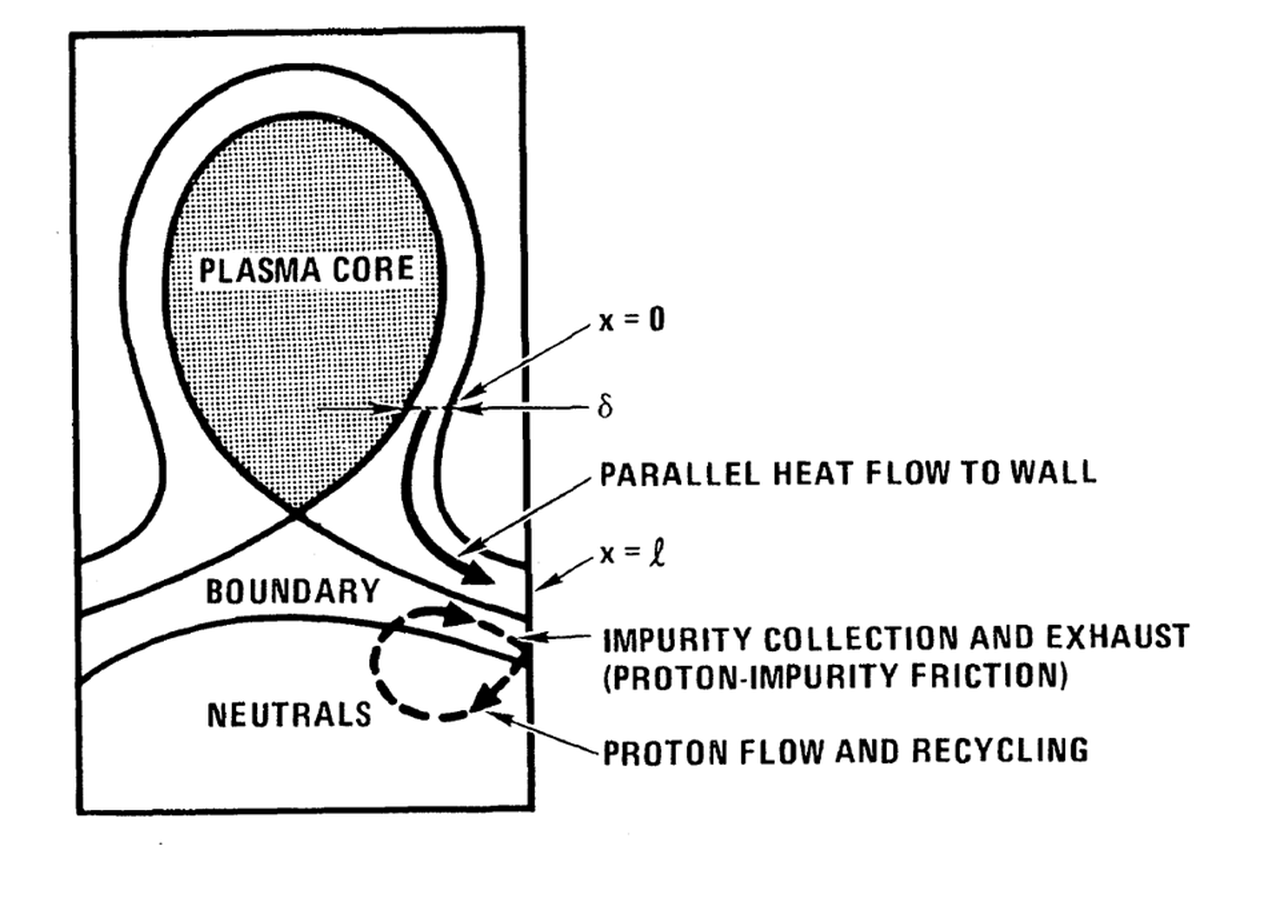 PLASMA CORE
x = 0
δ
PARALLEL HEAT FLOW TO WALL
x = ℓ
BOUNDARY
IMPURITY COLLECTION AND EXHAUST
(PROTON-IMPURITY FRICTION)
NEUTRALS
PROTON FLOW AND RECYCLING